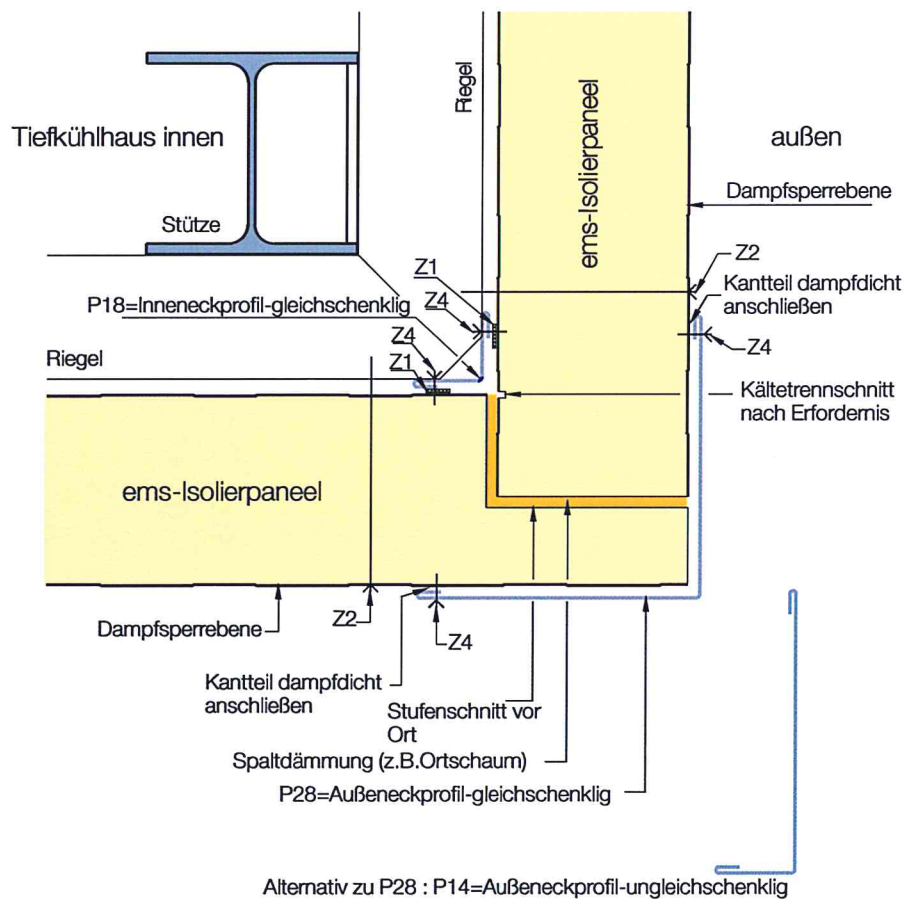 Riegel
ems-Isolierpaneel
Tiefkühlhaus innen
außen
Dampfsperrebene
Stütze
Z1
Z2
Kantteil dampfdicht
anschließen
P18=Inneneckprofil-gleichschenklig
Z4
Z4
Z4
Riegel
Z1
Kältetrennschnitt
nach Erfordernis
ems-Isolierpaneel
Dampfsperrebene
Z2
Z4
Kantteil dampfdicht
anschließen
Stufenschnitt vor
Ort
Spaltdämmung (z.B.Ortschaum)
P28=Außeneckprofil-gleichschenklig
Alternativ zu P28 : P14=Außeneckprofil-ungleichschenklig